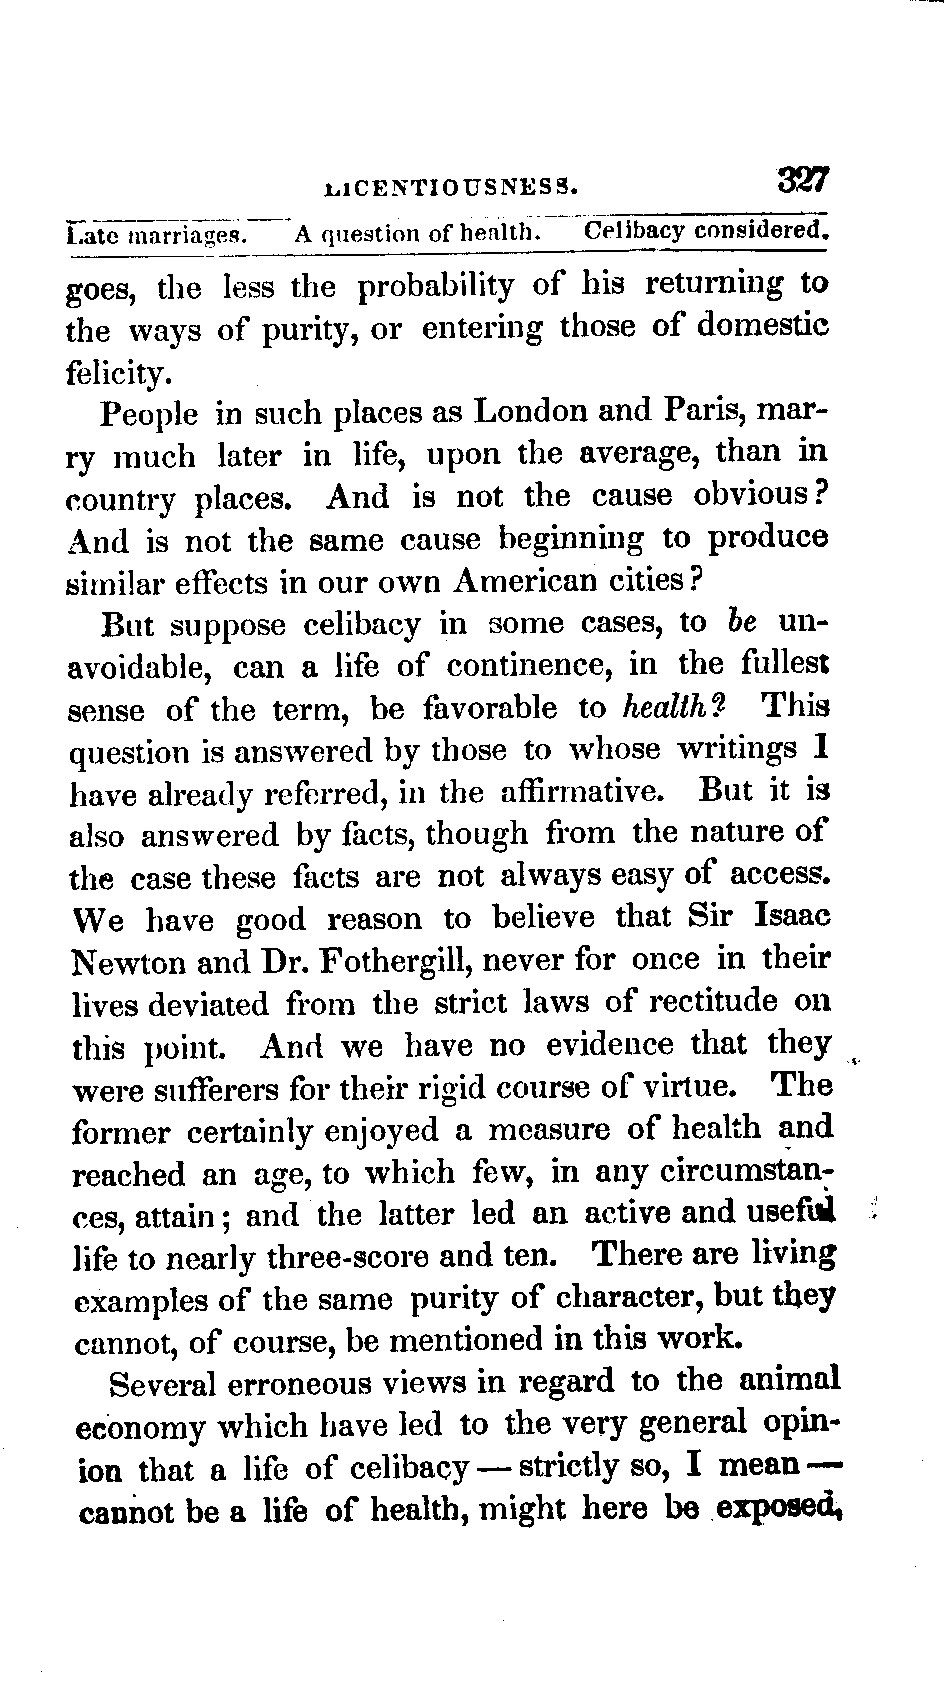 LICENTIOUSNESS. 327
Late marriages. A question of health. Celibacy considered.
goes, the less the probability of his returning to
the ways of purity, or entering those of domestic
felicity.
People in such places as London and Paris, mar-
ry much later in life, upon the average, than in
country places. And is not the cause obvious?
And is not the same cause beginning to produce
similar effects in our own American cities?
But suppose celibacy in some cases, to be un-
avoidable, can a life of continence, in the fullest
sense of the term, be favorable to health? This
question is answered by those to whose writings I
have already referred, in the affirmative. But it is
also answered by facts, though from the nature of
the case these facts are not always easy of access.
We have good reason to believe that Sir Isaac
Newton and Dr. Fothergill, never for once in their
lives deviated from the strict laws of rectitude on
this point. And we have no evidence that they
were sufferers for their rigid course of virtue. The
former certainly enjoyed a measure of health and
reached an age, to which few, in any circumstan-
ces, attain; and the latter led an active and useful
life to nearly three-score and ten. There are living
examples of the same purity of character, but they
cannot, of course, be mentioned in this work.
Several erroneous views in regard to the animal
economy which have led to the very general opin-
ion that a life of celibacy — strictly so, I mean —
cannot be a life of health, might here be exposed,